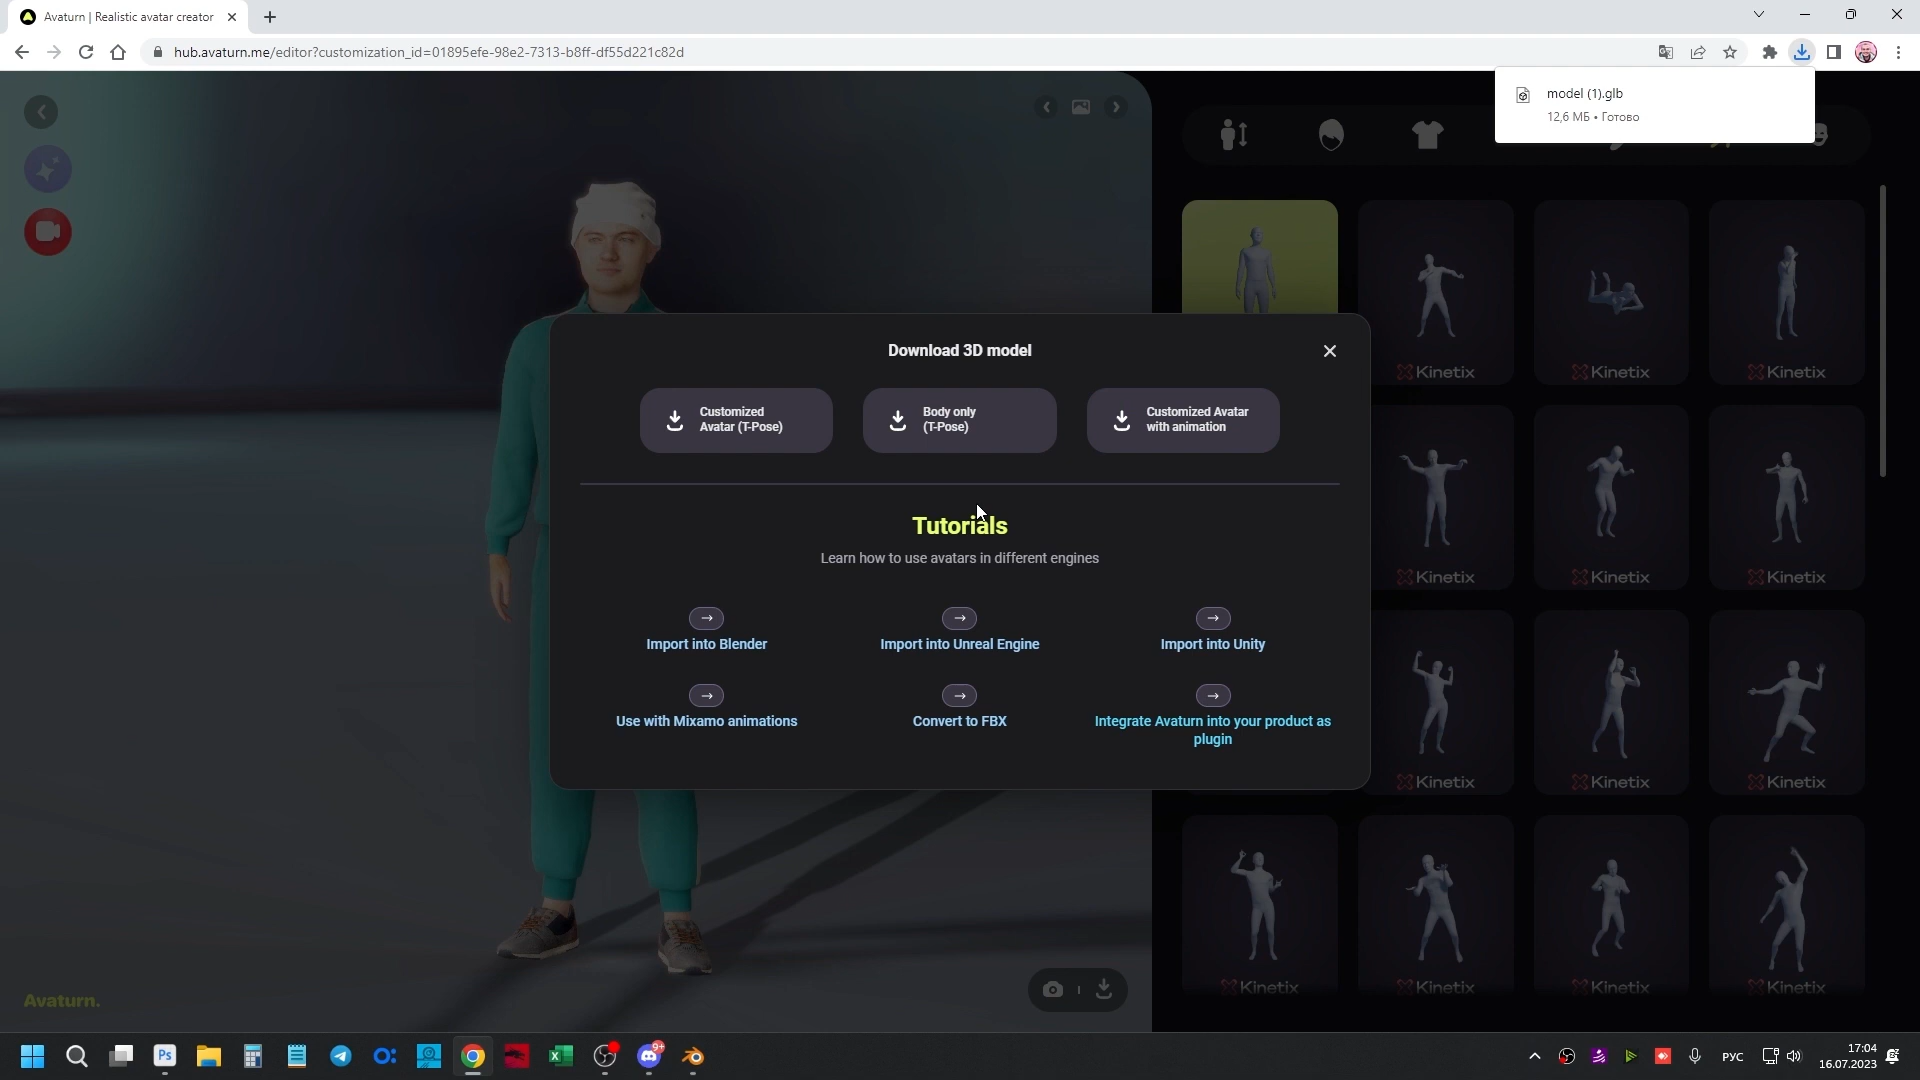 Avaturn | Realistic avatar creator
hub.avaturn.me/editor?customization_id=01895efe-98e2-7313-b8ff-df55d221c82d
model (1).glb
12,6 МБ • Готово
Download 3D model
Customized
Avatar (T-Pose)
Body only
(T-Pose)
Customized Avatar
with animation
Tutorials
Learn how to use avatars in different engines
Import into Blender
Import into Unreal Engine
Import into Unity
Use with Mixamo animations
Convert to FBX
Integrate Avaturn into your product as
plugin
Kinetix
Kinetix
Kinetix
Kinetix
Kinetix
Kinetix
Kinetix
Kinetix
Kinetix
Kinetix
Kinetix
Kinetix
Kinetix
Avaturn.
Ps
9+
РУС
17:04
16.07.2023